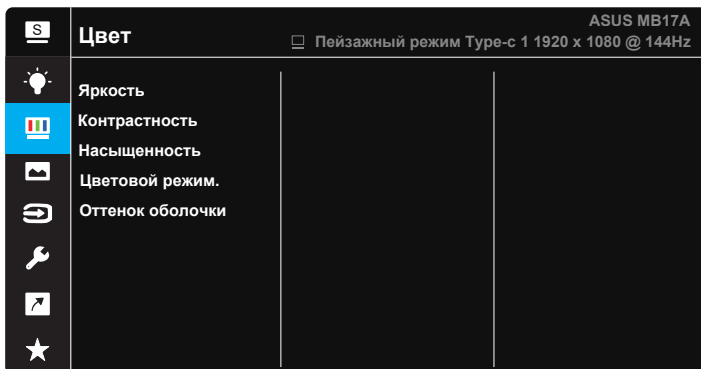 S
Цвет
ASUS MB17A
Пейзажный режим Type-c 1 1920 x 1080 @ 144Hz
Яркость
Контрастность
Насыщенность
Цветовой режим.
Оттенок оболочки